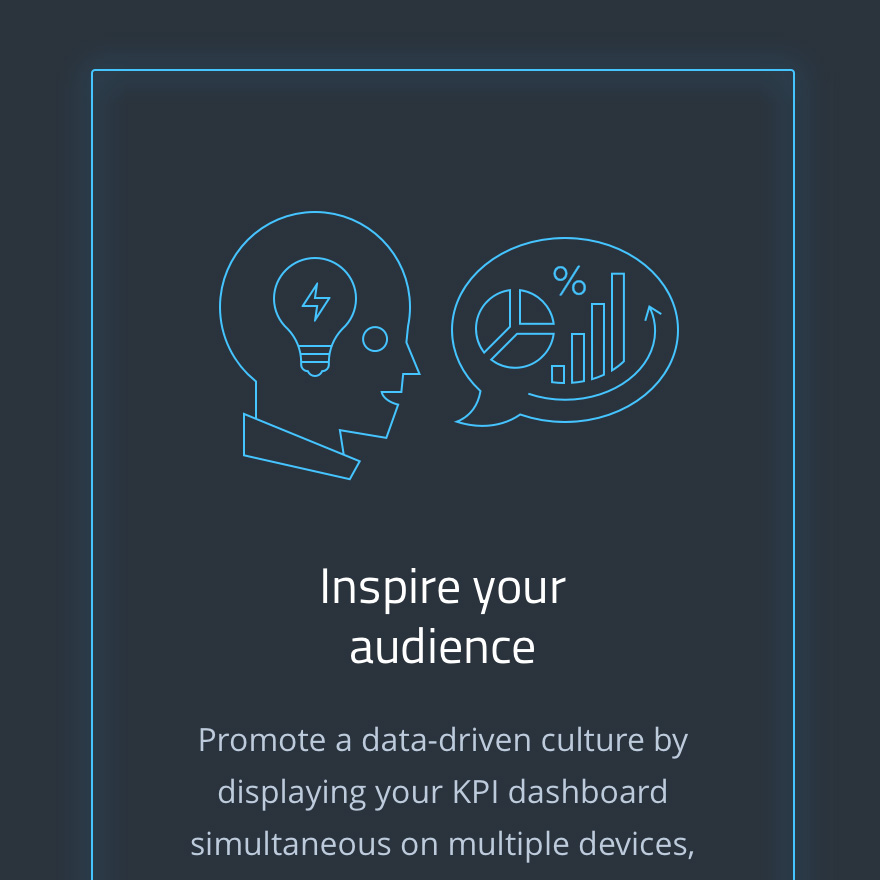 %
Inspire your
audience
Promote a data-driven culture by
displaying your KPI dashboard
simultaneous on multiple devices,